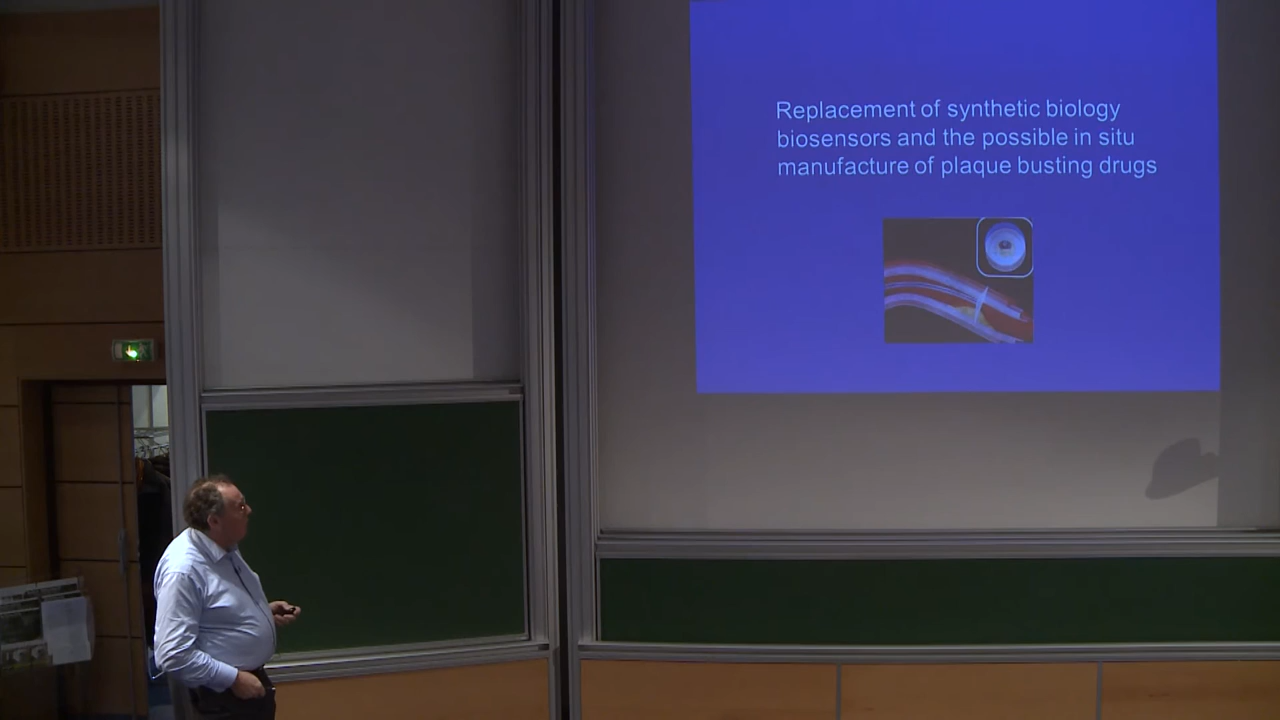 Replacement of synthetic biology
biosensors and the possible in situ
manufacture of plaque busting drugs